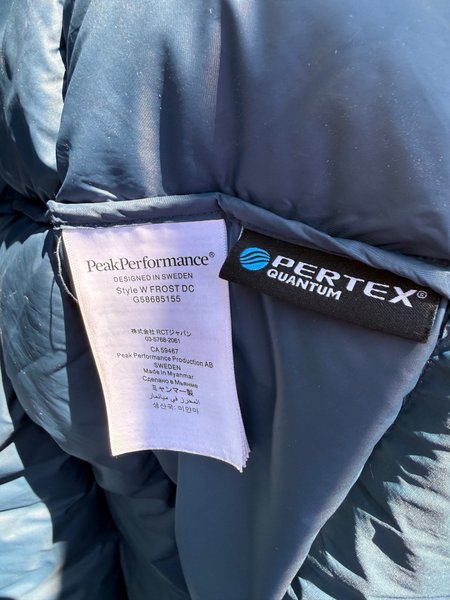 PeakPerformance®
DESIGNED IN SWEDEN
Style W FROST DC
G58685155
株式会社 RCTジャパン
03-5768-2061
CA 59467
Peak Performance Production AB
SWEDEN
Made in Myanmar
Сделано в Мьянме
ミャンマー製
المحرز في ميانمار
생산국: 미얀마
PERTEX®
QUANTUM